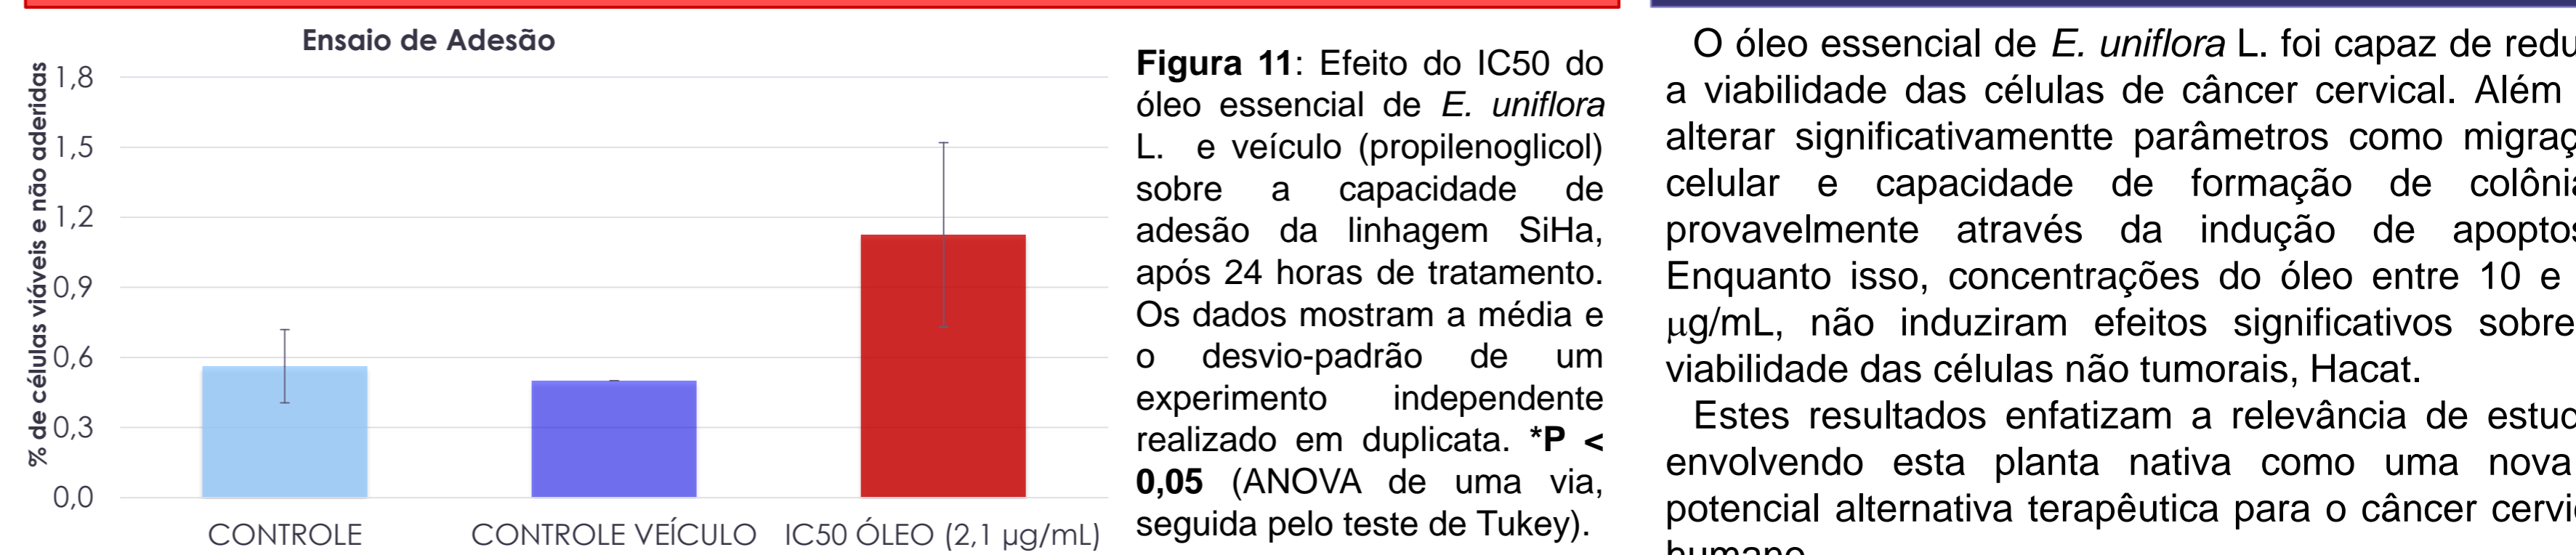 Ensaio de Adesão
% de células viáveis e não aderidas
1,8
1,5
1,2
0,9
0,6
0,3
0,0
CONTROLE
CONTROLE VEÍCULO
IC50 ÓLEO (2,1 µg/mL)
Figura 11: Efeito do IC50 do
óleo essencial de E. uniflora
L. e veículo (propilenoglicol)
sobre a capacidade de
adesão da linhagem SiHa,
após 24 horas de tratamento.
Os dados mostram a média e
o desvio-padrão de um
experimento independente
realizado em duplicata. *P <
0,05 (ANOVA de uma via,
seguida pelo teste de Tukey).
O óleo essencial de E. uniflora L. foi capaz de
a viabilidade das células de câncer cervical. Além
alterar significativamentte parâmetros como
celular e capacidade de formação de
provavelmente através da indução de
Enquanto isso, concentrações do óleo entre 10 e
µg/mL, não induziram efeitos significativos sobre
viabilidade das células não tumorais, Hacat.
Estes resultados enfatizam a relevância de
envolvendo esta planta nativa como uma nova
potencial alternativa terapêutica para o câncer